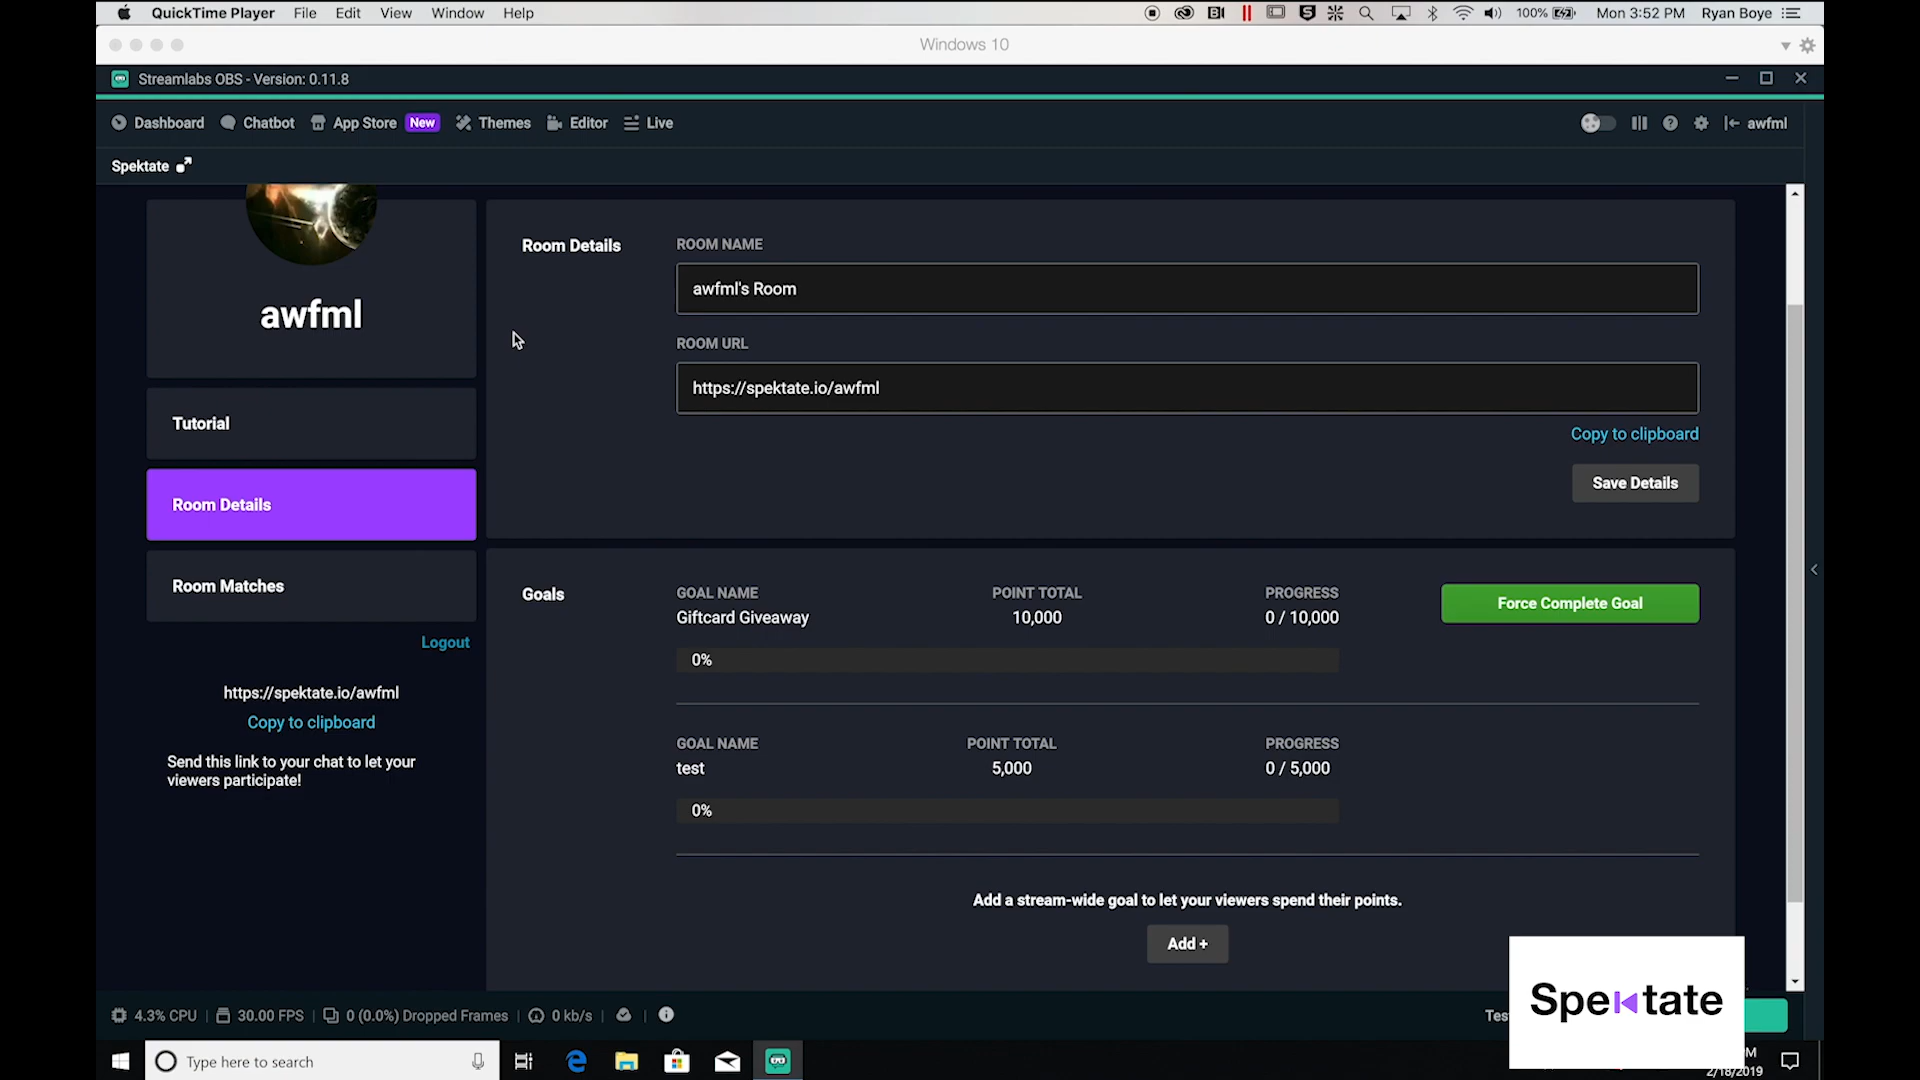 QuickTime Player File Edit View Window Help 100% Mon 3:52 PM Ryan Boye
Windows 10
Streamlabs OBS - Version: 0.11.8
Dashboard Chatbot App Store New Themes Editor Live awfml
Spektate
awfml
Tutorial
Room Details
Room Matches
Logout
https://spektate.io/awfml
Copy to clipboard
Send this link to your chat to let your
viewers participate!
Room Details
ROOM NAME
awfml's Room
ROOM URL
https://spektate.io/awfml
Copy to clipboard
Save Details
Goals
GOAL NAME POINT TOTAL PROGRESS
Giftcard Giveaway 10,000 0 / 10,000
Force Complete Goal
0%
GOAL NAME POINT TOTAL PROGRESS
test 5,000 0 / 5,000
0%
Add a stream-wide goal to let your viewers spend their points.
Add +
4.3% CPU | 30.00 FPS | 0 (0.0%) Dropped Frames | 0 kb/s
Spektate
Type here to search
2/18/2019